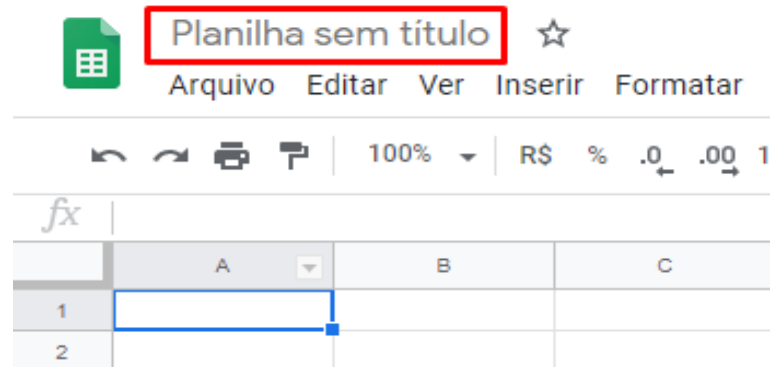 Planilha sem título
Arquivo Editar Ver Inserir Formatar
100% R$ % .0 .00 1
fx
A B C
1
2